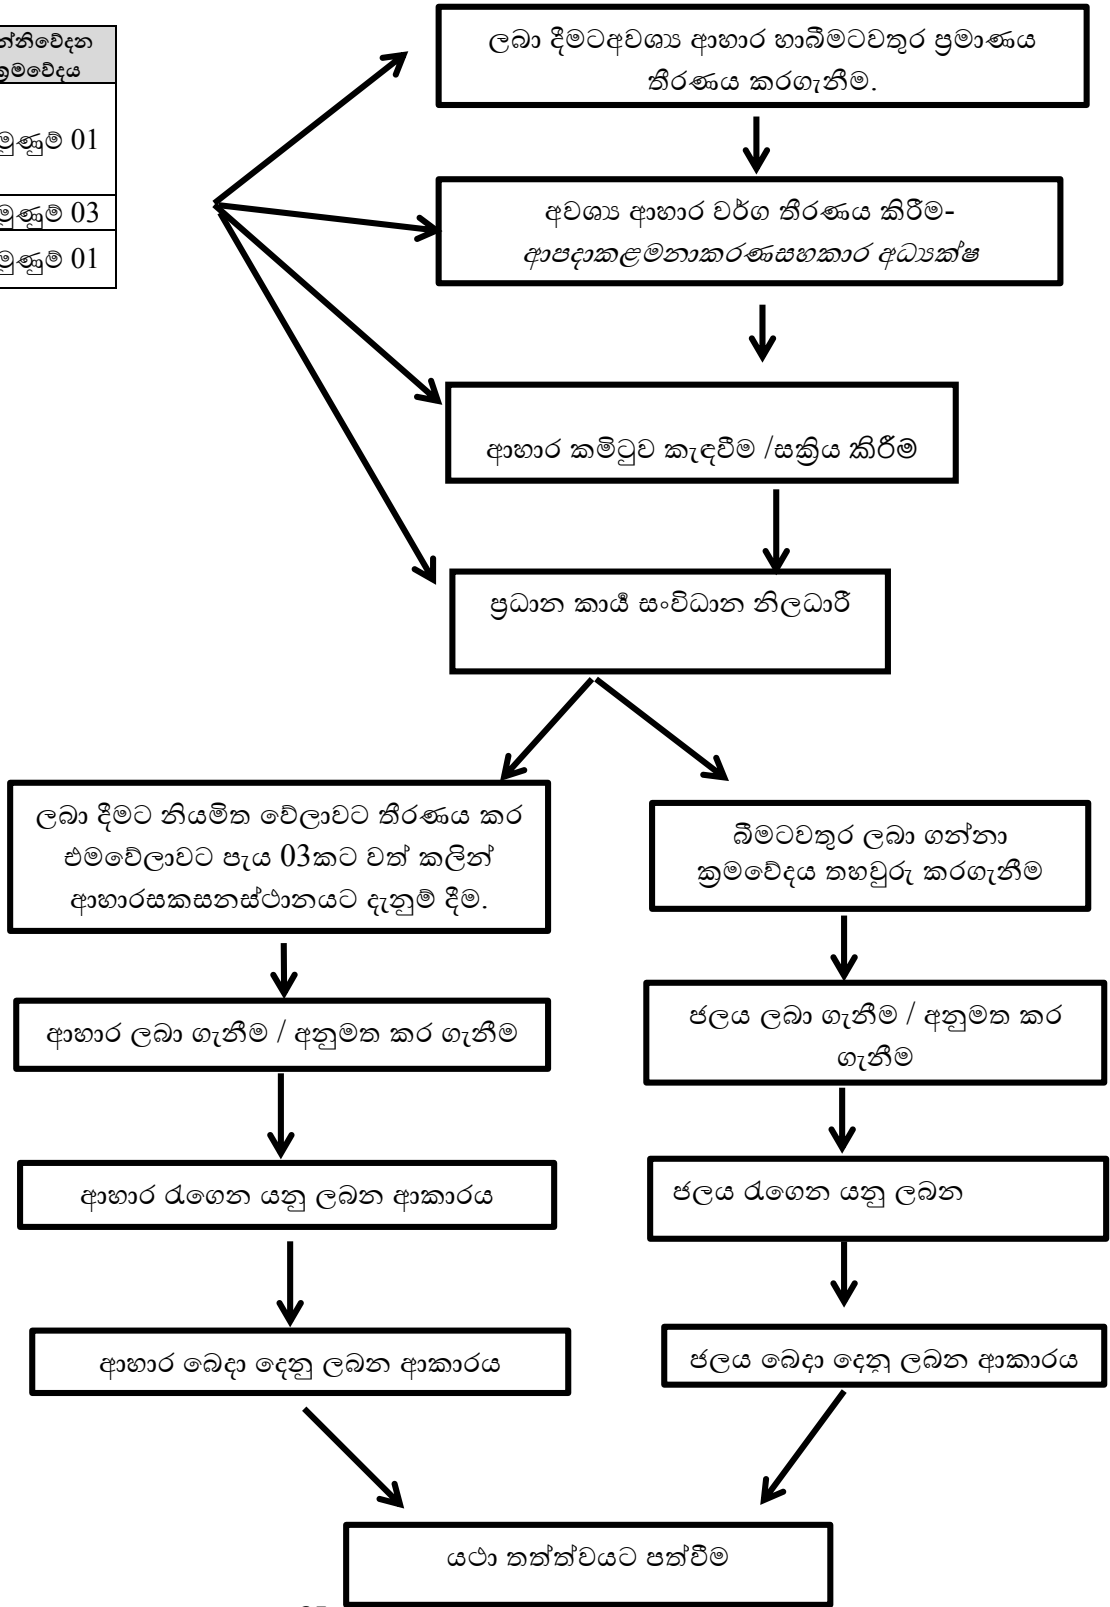 ඇමුණුම් 01
ඇමුණුම් 03
ඇමුණුම් 01
ලබා දීමටඅවශ්‍ය ආහාර හාබීමටවතුර ප්‍රමාණය
තීරණය කරගැනීම.
අවශ්‍ය ආහාර වර්ග තීරණය කිරීම-
ආපදාකළමනාකරණසහකාර අධ්‍යක්ෂ
ආහාර කමිටුව කැඳවීම /සක්‍රිය කිරීම
ප්‍රධාන කාර්‍ය සංවිධාන නිලධාරී
ලබා දීමට නියමිත වේලාවට තීරණය කර
එමවේලාවට පැය 03කට වත් කලින්
ආහාරසකසනස්ථානයට දැනුම් දීම.
බීමටවතුර ලබා ගන්නා
ක්‍රමවේදය තහවුරු කරගැනීම
ආහාර ලබා ගැනීම / අනුමත කර ගැනීම
ජලය ලබා ගැනීම / අනුමත කර
ගැනීම
ආහාර රැගෙන යනු ලබන ආකාරය
ජලය රැගෙන යනු ලබන
ආහාර බෙදා දෙනු ලබන ආකාරය
ජලය බෙදා දෙනු ලබන ආකාරය
යථා තත්ත්වයට පත්වීම